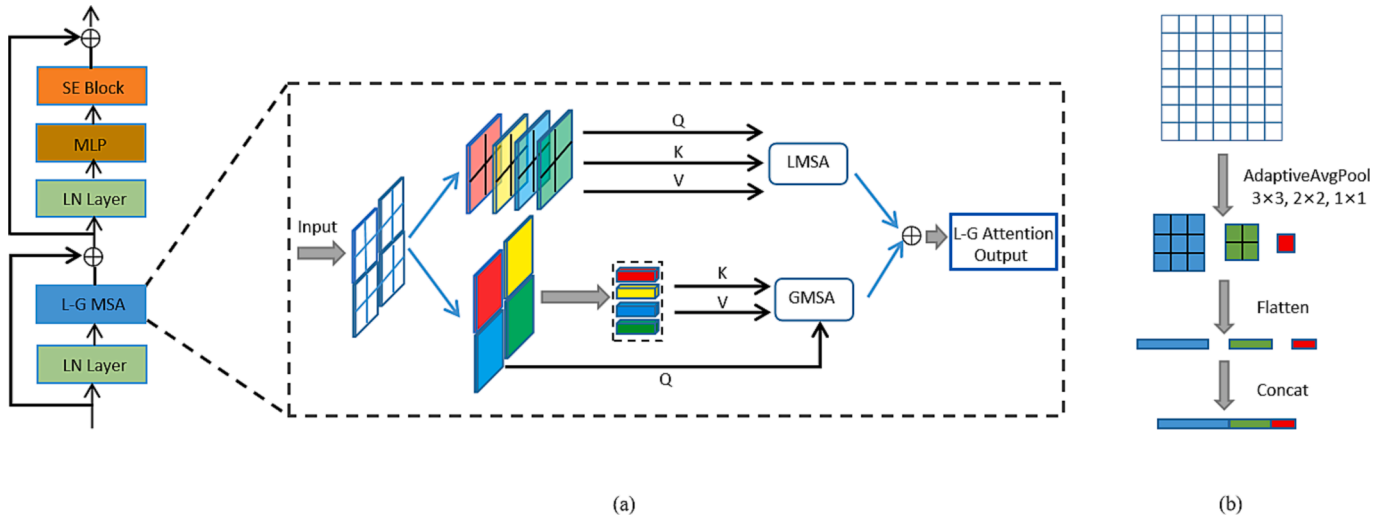 SE Block
MLP
LN Layer
L-G MSA
LN Layer
Input
Q
K
V
LMSA
K
V
GMSA
Q
L-G Attention
Output
(a)
AdaptiveAvgPool
3×3, 2×2, 1×1
Flatten
Concat
(b)